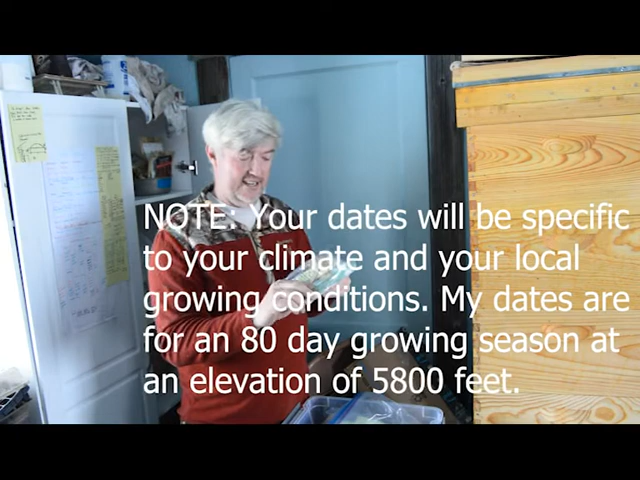 NOTE: Your dates will be specific
to your climate and your local
growing conditions. My dates are
for an 80 day growing season at
an elevation of 5800 feet.